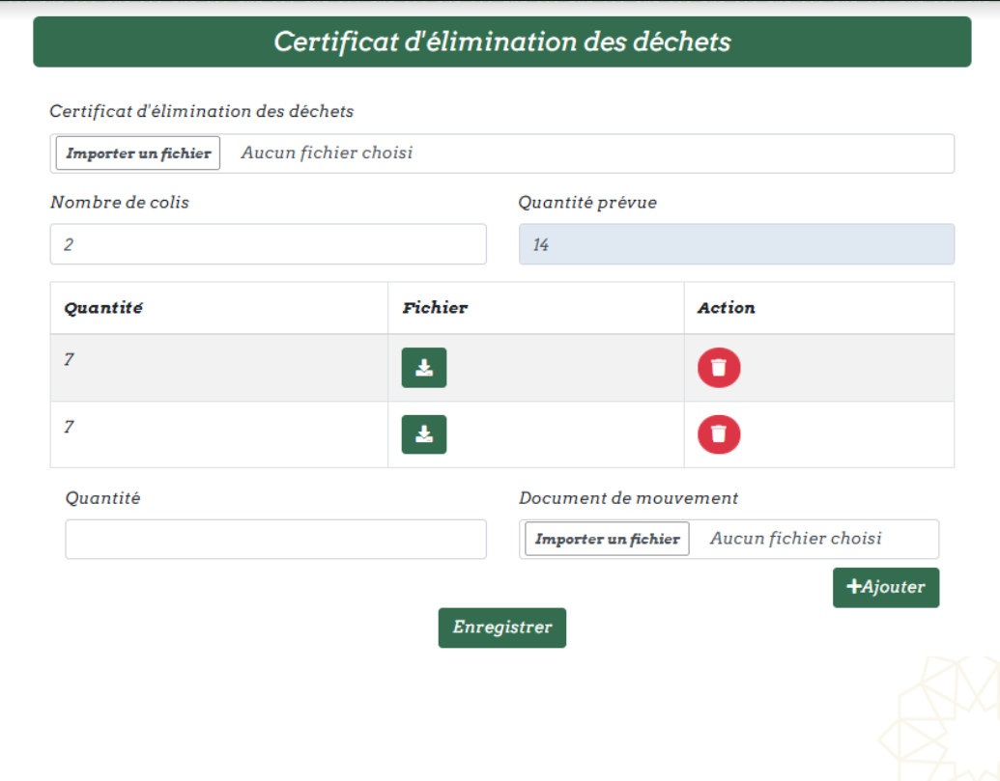 Certificat d'élimination des déchets
Certificat d'élimination des déchets
Importer un fichier Aucun fichier choisi
Nombre de colis Quantité prévue
2 14
Quantité Fichier Action
7
7
Quantité Document de mouvement
Importer un fichier Aucun fichier choisi
+Ajouter
Enregistrer